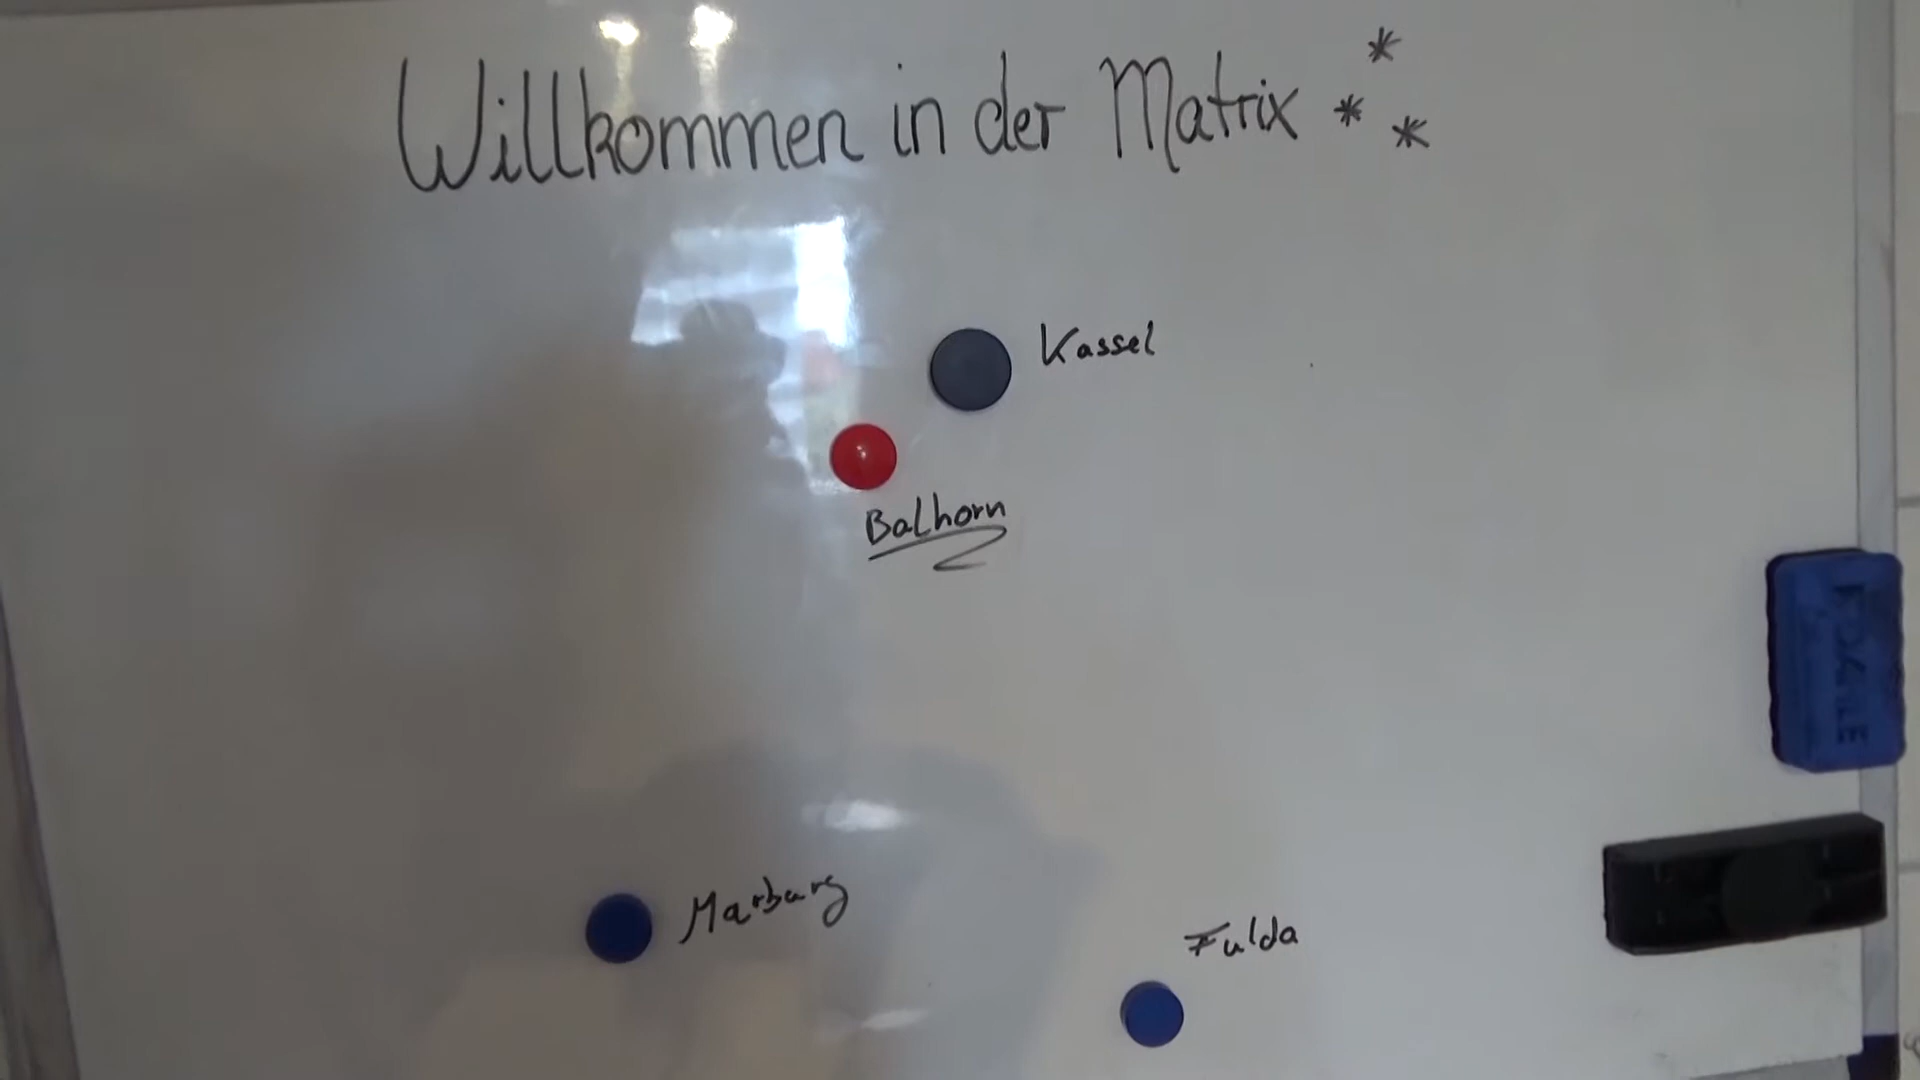 Willkommen in der Matrix ***
Kassel
Balhorn
Marburg
Fulda